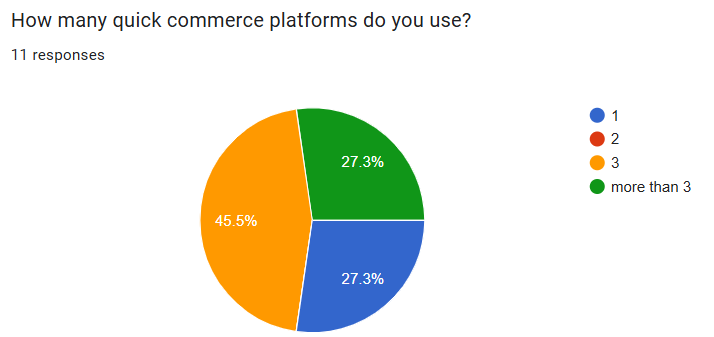 How many quick commerce platforms do you use?
11 responses
1
2
3
more than 3
27.3%
45.5%
27.3%